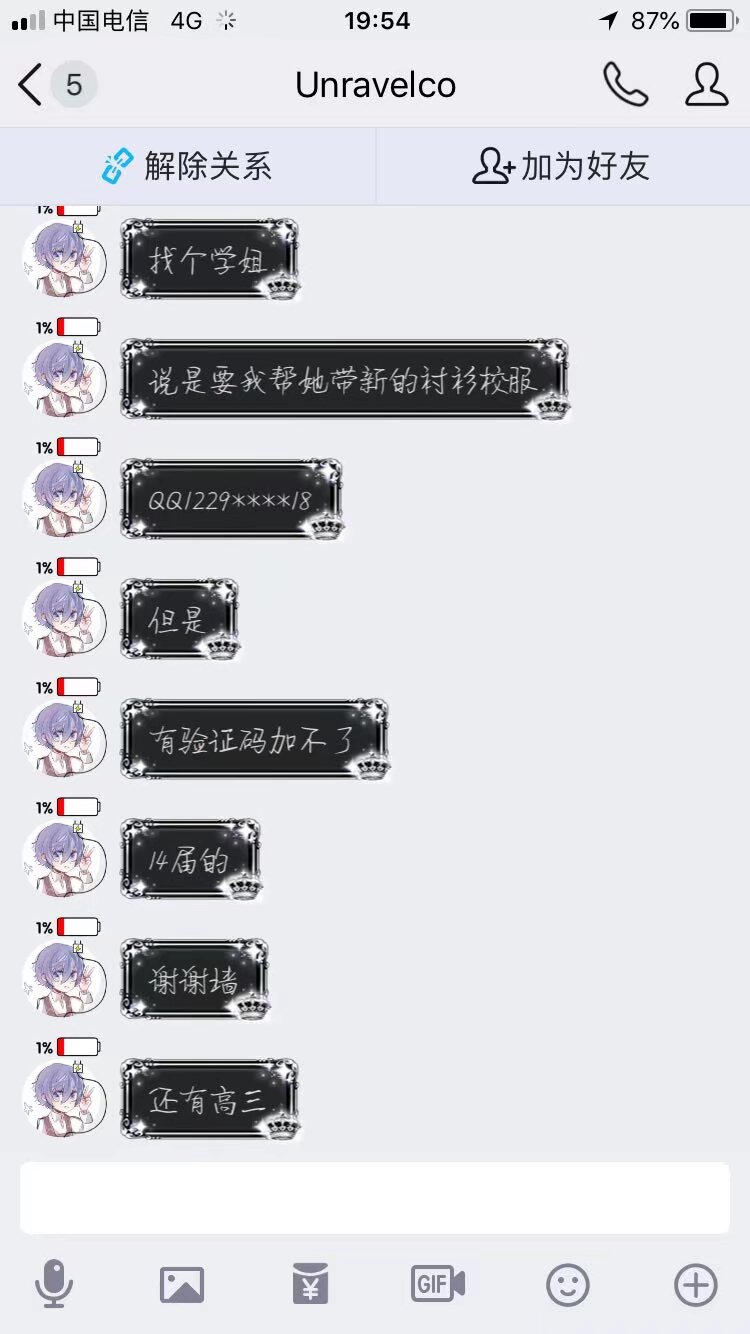 中国电信 4G 19:54 87%
5 Unravelco
解除关系 加为好友
1%
找个学姐
1%
说是要我帮她带新的衬衫校服
1%
QQ1229****18
1%
但是
1%
有验证码加不了
1%
14届的
1%
谢谢墙
1%
还有高三
GIF